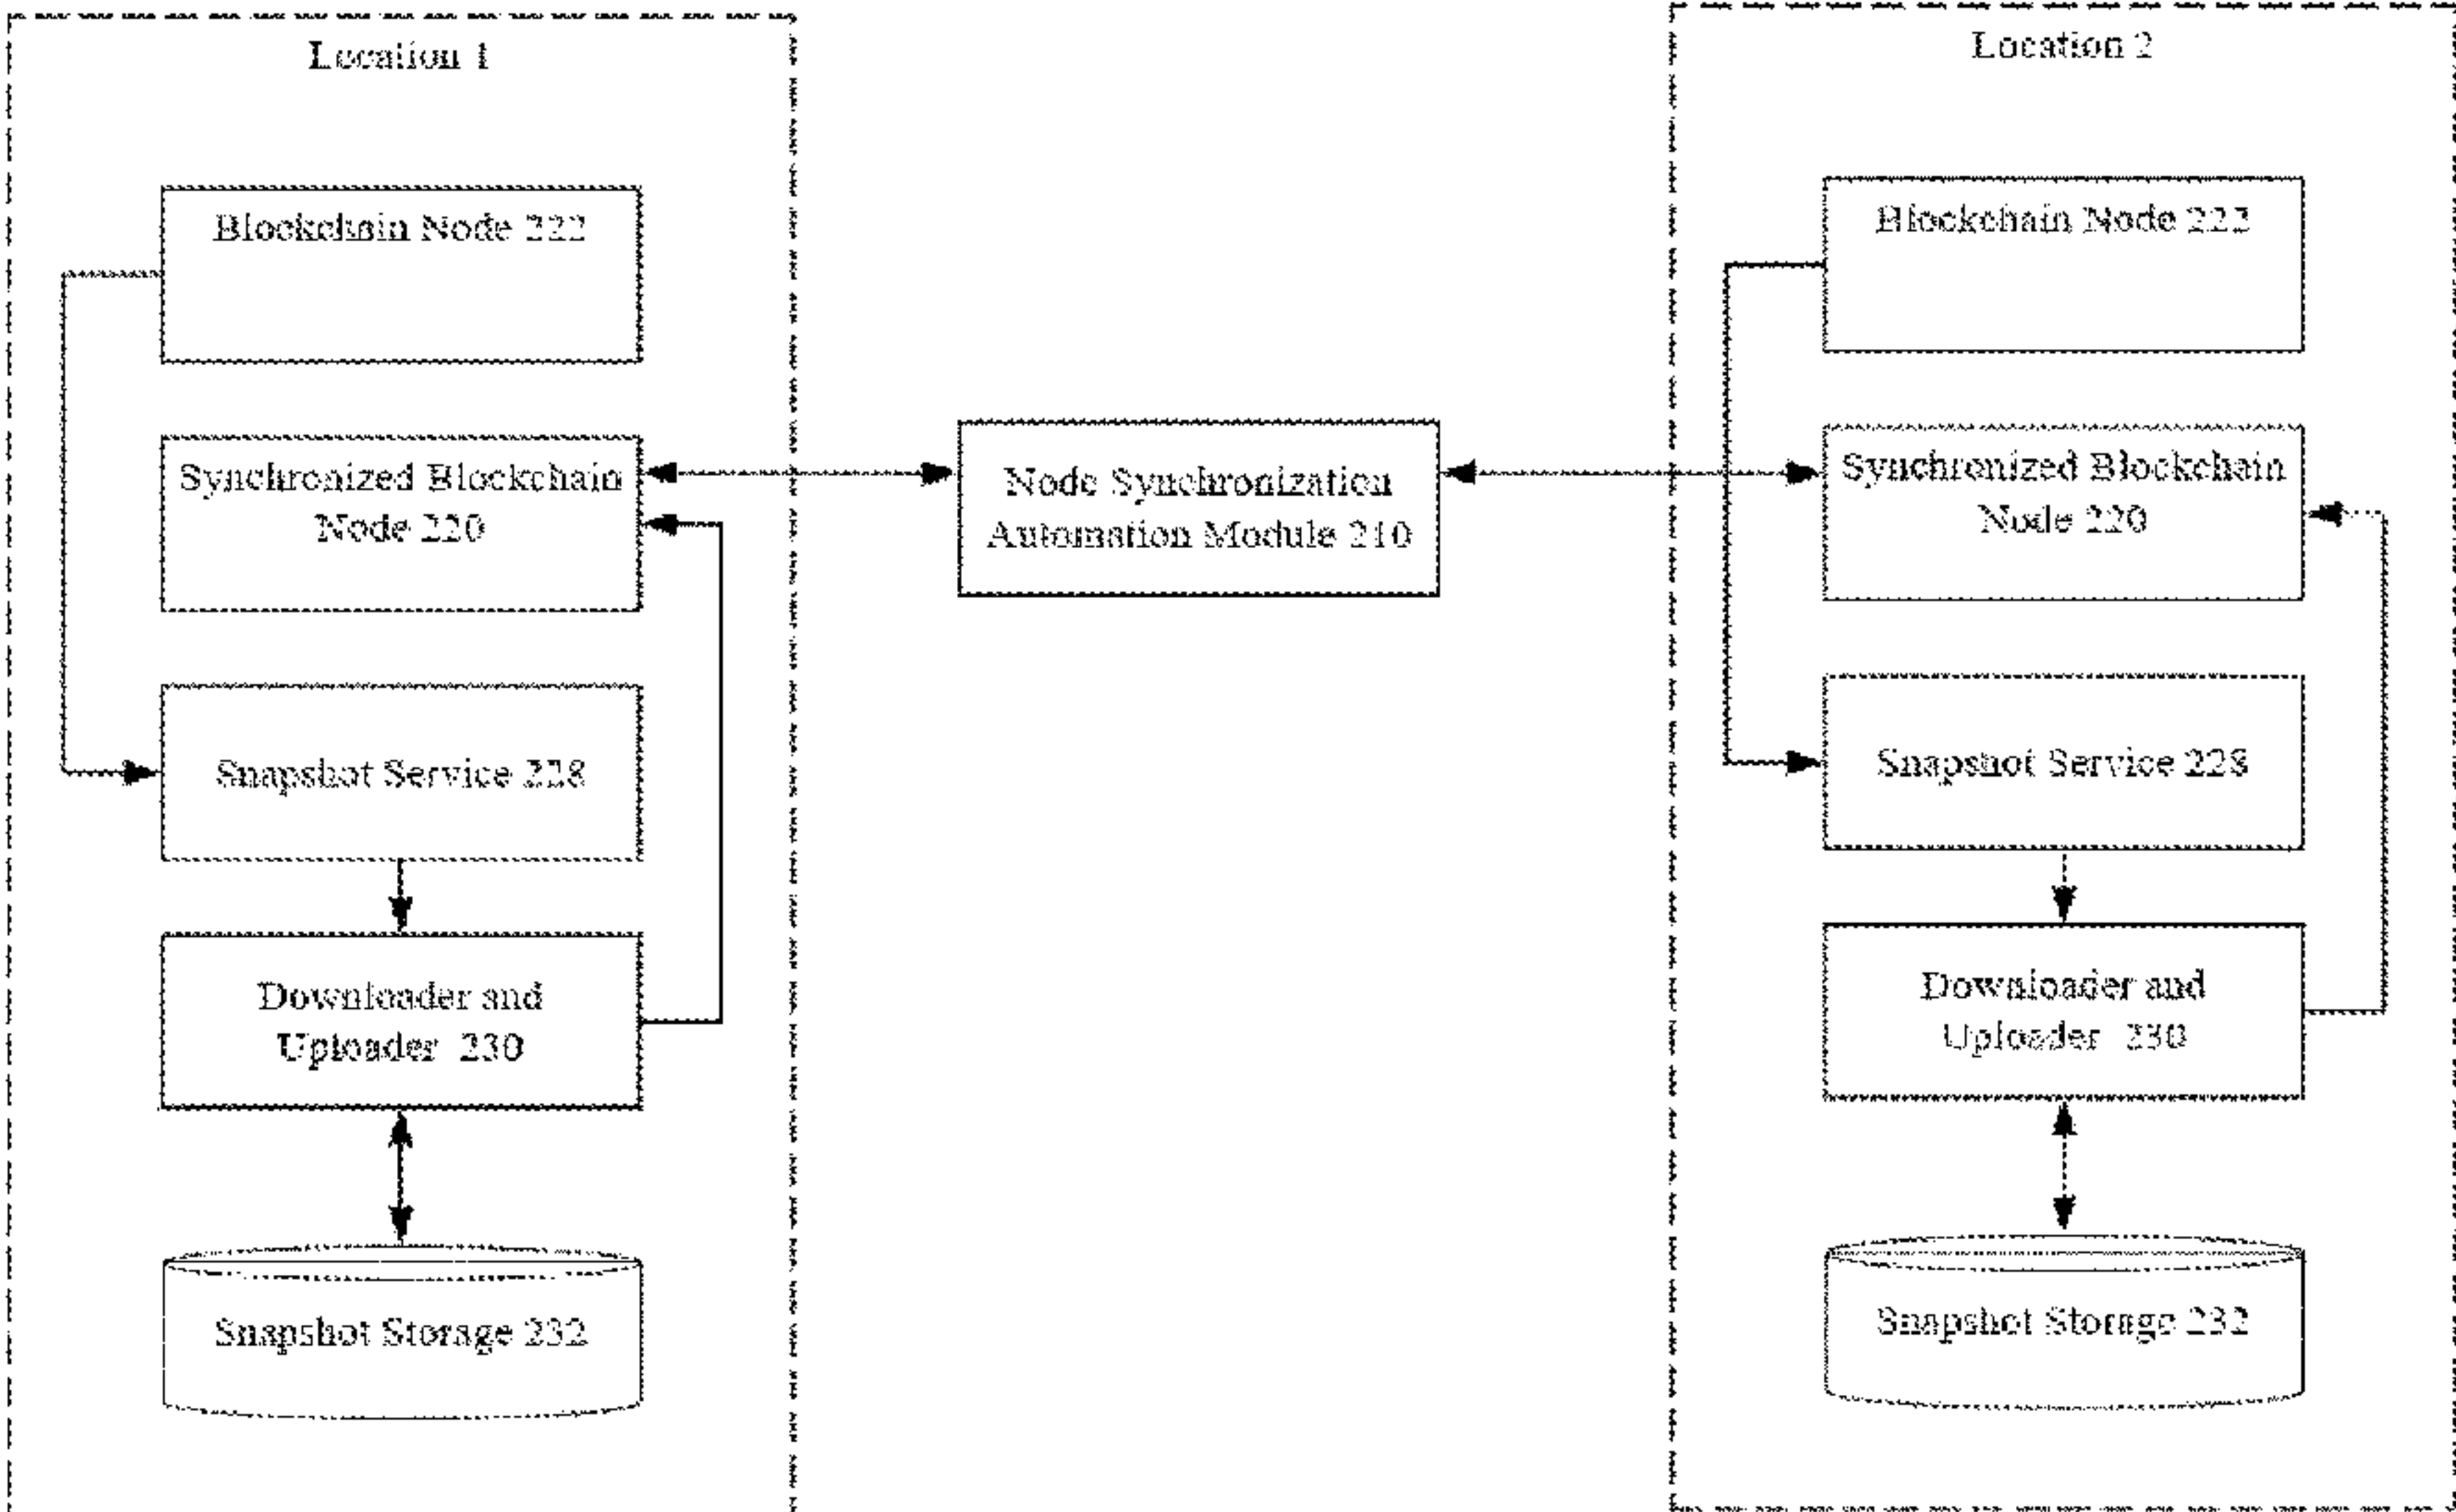 Location 1
Blockchain Node 222
Synchronized Blockchain
Node 220
Snapshot Service 228
Downloader and
Uploader 230
Snapshot Storage 232
Node Synchronization
Automation Module 210
Location 2
Blockchain Node 222
Synchronized Blockchain
Node 220
Snapshot Service 228
Downloader and
Uploader 230
Snapshot Storage 232